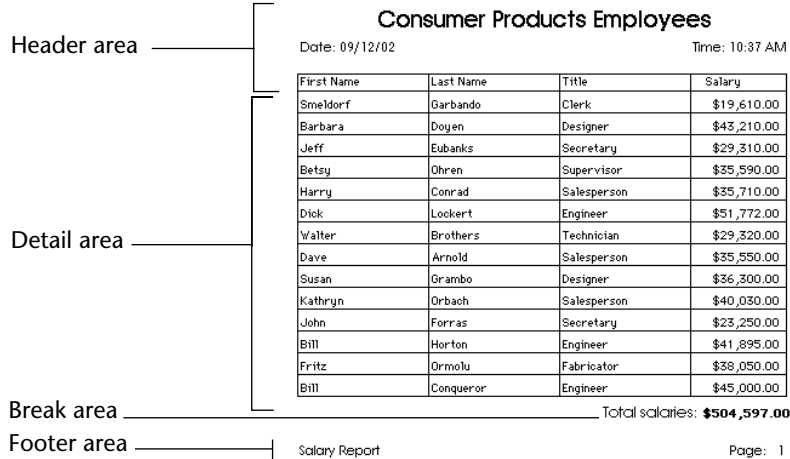 Consumer Products Employees
Header area
Date: 09/12/02 Time: 10:37 AM
First Name Last Name Title Salary
Smeldorf Garbando Clerk $19,610.00
Barbara Doyen Designer $43,210.00
Jeff Eubanks Secretary $29,310.00
Betsy Ohren Supervisor $35,590.00
Harry Conrad Salesperson $35,710.00
Dick Lockert Engineer $51,772.00
Detail area
Walter Brothers Technician $29,320.00
Dave Arnold Salesperson $35,550.00
Susan Grambo Designer $36,300.00
Kathryn Orbach Salesperson $40,030.00
John Forras Secretary $23,250.00
Bill Horton Engineer $41,895.00
Fritz Ormolu Fabricator $38,050.00
Bill Conqueror Engineer $45,000.00
Break area Total salaries: $504,597.00
Footer area Salary Report Page: 1